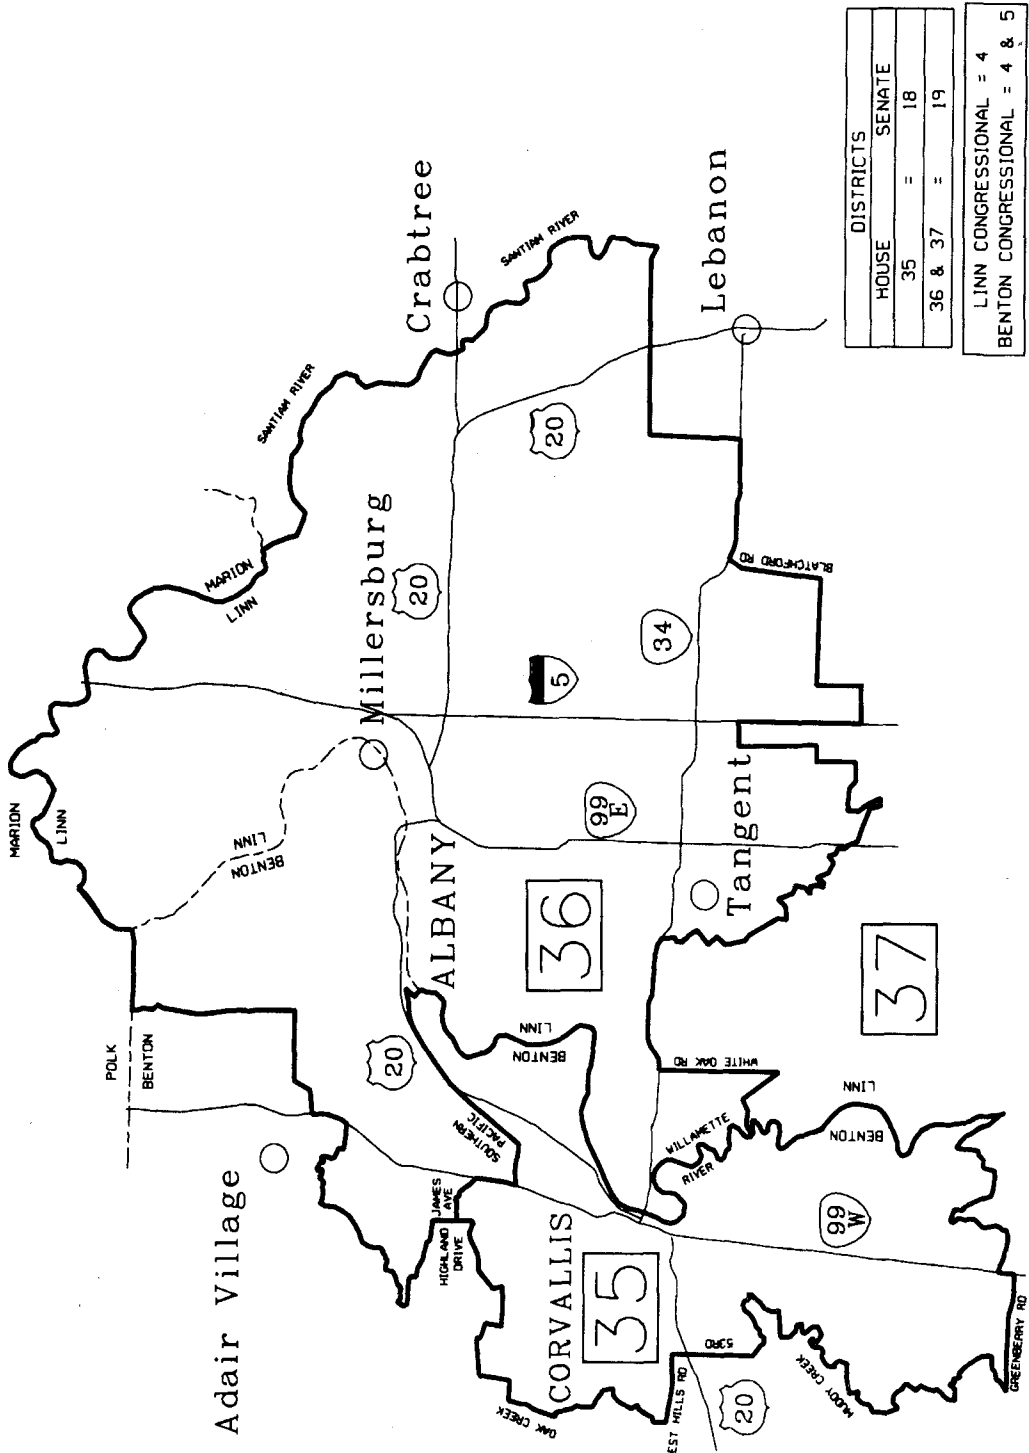 DISTRICTS
HOUSE SENATE
35 = 18
36 & 37 = 19
LINN CONGRESSIONAL = 4
BENTON CONGRESSIONAL = 4 & 5
Crabtree
Lebanon
SANTIAM RIVER
SANTIAM RIVER
20
Millersburg
20
MARION
LINN
BLATCHFORD RD
34
5
MARION
LINN
LINN
BENTON
99
E
Tangent
ALBANY
36
37
POLK
BENTON
20
LINN
BENTON
WHITE OAK RD
LINN
BENTON
SOUTHERN
PACIFIC
WILLAMETTE
RIVER
Adair Village
JAMES
AVE
HIGHLAND
DRIVE
CORVALLIS
35
99
W
53RD
OAK CREEK
EST HILLS RD
20
MUDDY CREEK
GREENBERRY RD